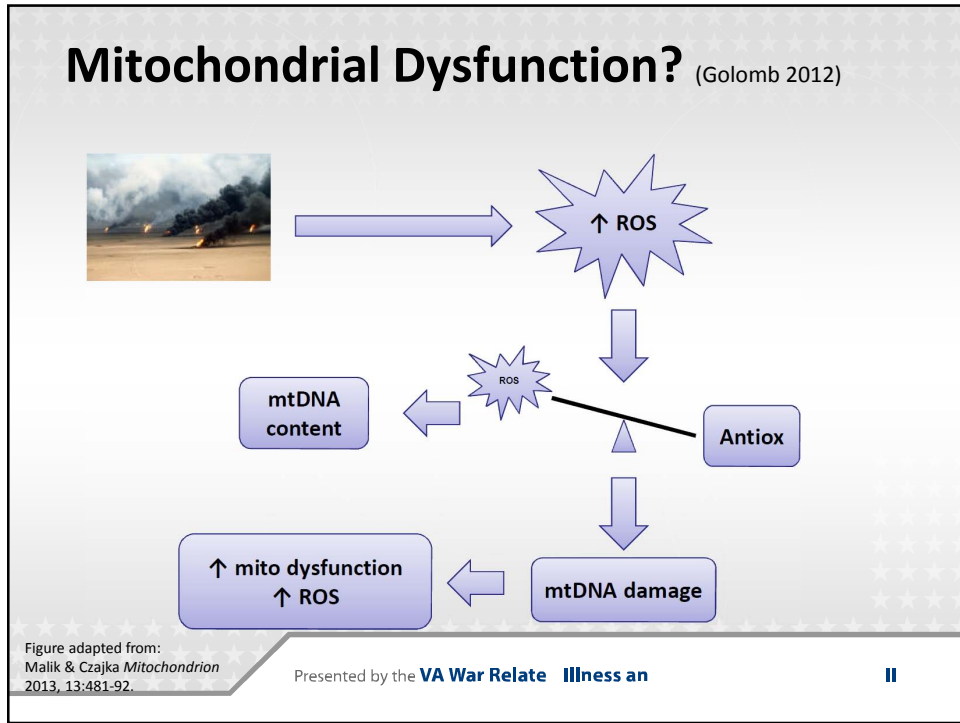 Mitochondrial Dysfunction? (Golomb 2012)
↑ ROS
ROS
mtDNA
content
Antiox
↑ mito dysfunction
↑ ROS
mtDNA damage
Figure adapted from:
Malik & Czajka Mitochondrion
2013, 13:481-92.
Presented by the VA War Relate Illness an
II